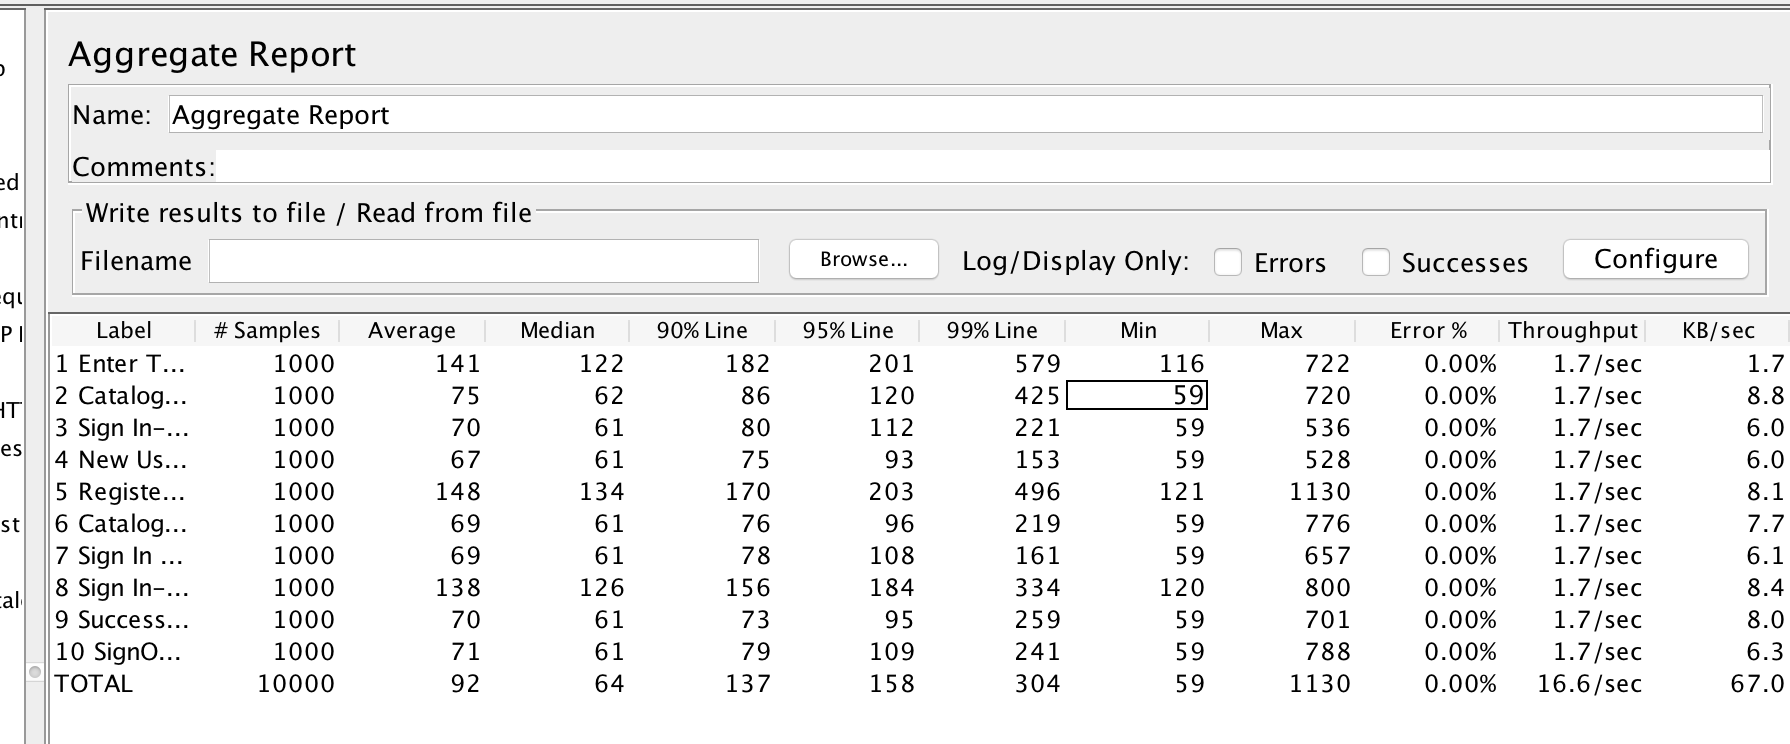 Aggregate Report
Name: Aggregate Report
Comments:
Write results to file / Read from file
Filename Browse... Log/Display Only: Errors Successes Configure
Label # Samples Average Median 90% Line 95% Line 99% Line Min Max Error % Throughput KB/sec
1 Enter T... 1000 141 122 182 201 579 116 722 0.00% 1.7/sec 1.7
2 Catalog... 1000 75 62 86 120 425 59 720 0.00% 1.7/sec 8.8
3 Sign In-... 1000 70 61 80 112 221 59 536 0.00% 1.7/sec 6.0
4 New Us... 1000 67 61 75 93 153 59 528 0.00% 1.7/sec 6.0
5 Registe... 1000 148 134 170 203 496 121 1130 0.00% 1.7/sec 8.1
6 Catalog... 1000 69 61 76 96 219 59 776 0.00% 1.7/sec 7.7
7 Sign In ... 1000 69 61 78 108 161 59 657 0.00% 1.7/sec 6.1
8 Sign In-... 1000 138 126 156 184 334 120 800 0.00% 1.7/sec 8.4
9 Success... 1000 70 61 73 95 259 59 701 0.00% 1.7/sec 8.0
10 SignO... 1000 71 61 79 109 241 59 788 0.00% 1.7/sec 6.3
TOTAL 10000 92 64 137 158 304 59 1130 0.00% 16.6/sec 67.0